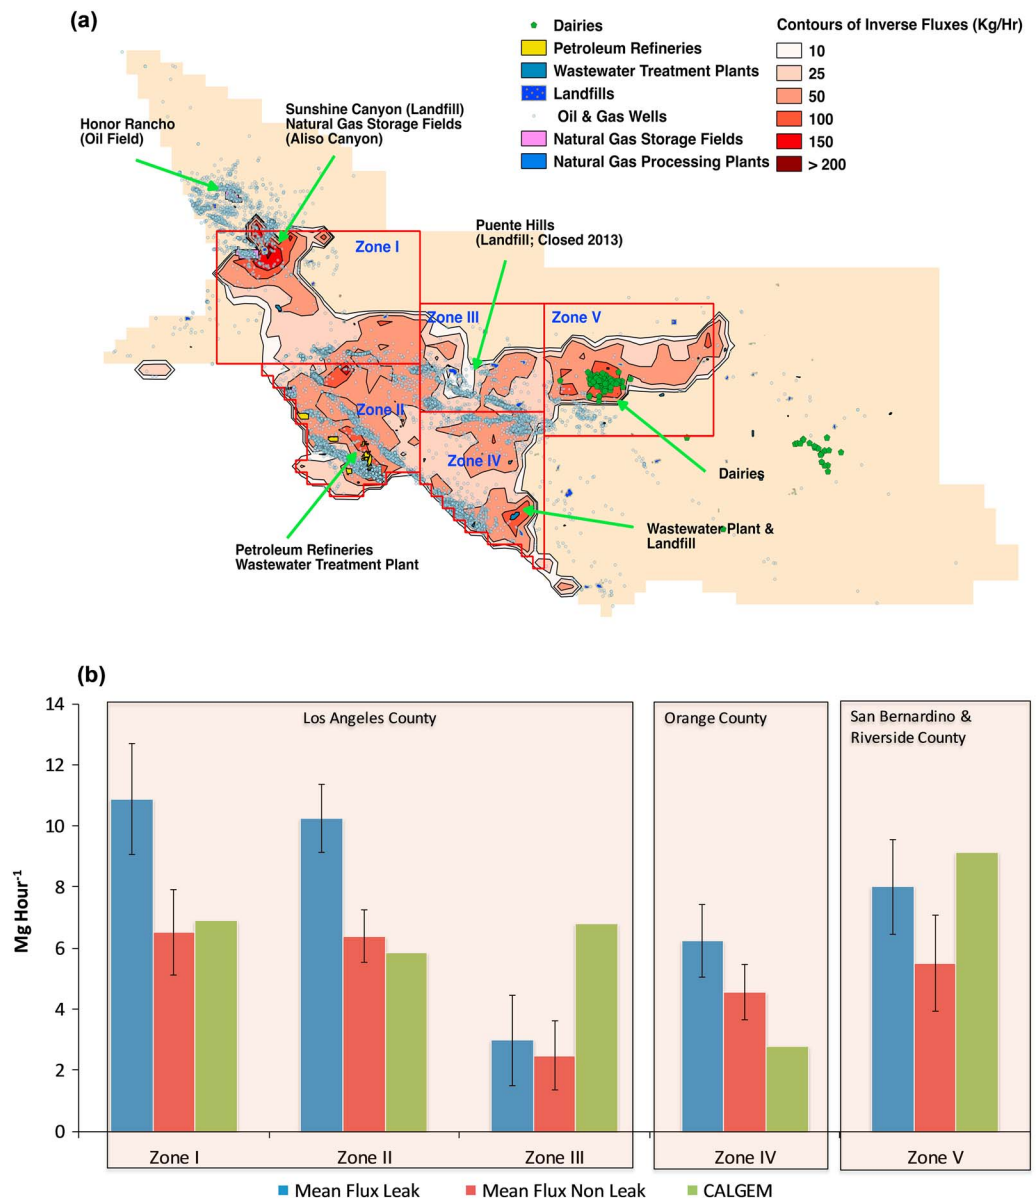 (a)
Dairies
Petroleum Refineries
Wastewater Treatment Plants
Landfills
Oil & Gas Wells
Natural Gas Storage Fields
Natural Gas Processing Plants
Contours of Inverse Fluxes (Kg/Hr)
10
25
50
100
150
> 200
Honor Rancho
(Oil Field)
Sunshine Canyon (Landfill)
Natural Gas Storage Fields
(Aliso Canyon)
Puente Hills
(Landfill; Closed 2013)
Zone I
Zone III
Zone V
Zone II
Zone IV
Dairies
Wastewater Plant &
Landfill
Petroleum Refineries
Wastewater Treatment Plant
(b)
Mg Hour-1
14
12
10
8
6
4
2
0
Los Angeles County
Orange County
San Bernardino &
Riverside County
Zone I
Zone II
Zone III
Zone IV
Zone V
Mean Flux Leak
Mean Flux Non Leak
CALGEM